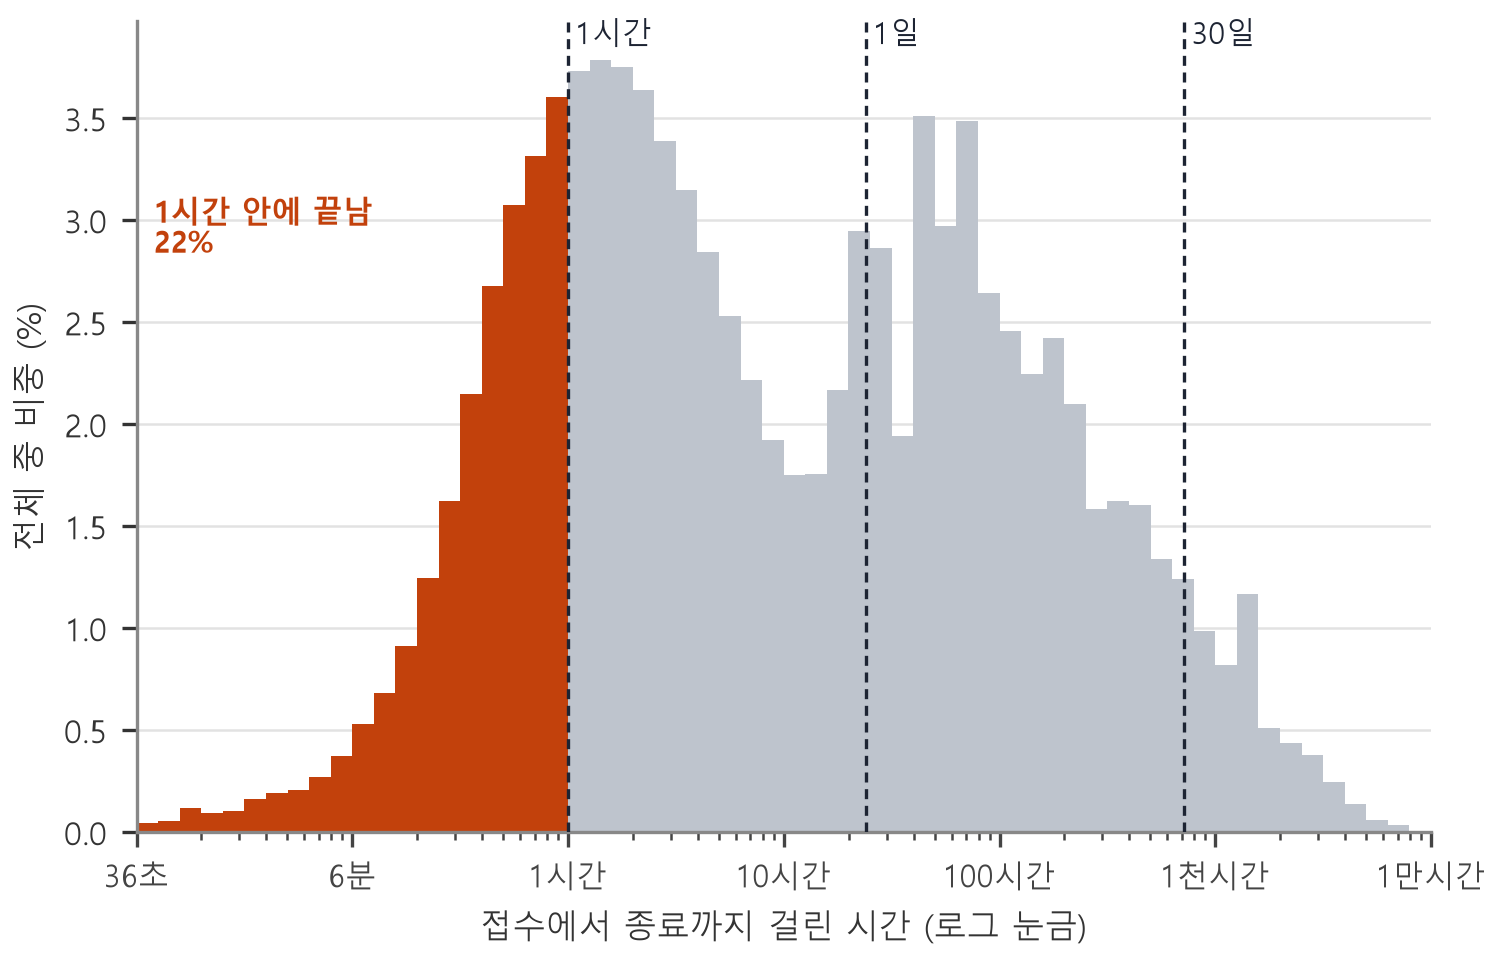 1시간
1일
30일
3.5
3.0
2.5
2.0
1.5
1.0
0.5
0.0
1시간 안에 끝남
22%
전체 중 비중 (%)
36초
6분
1시간
10시간
100시간
1천시간
1만시간
접수에서 종료까지 걸린 시간 (로그 눈금)